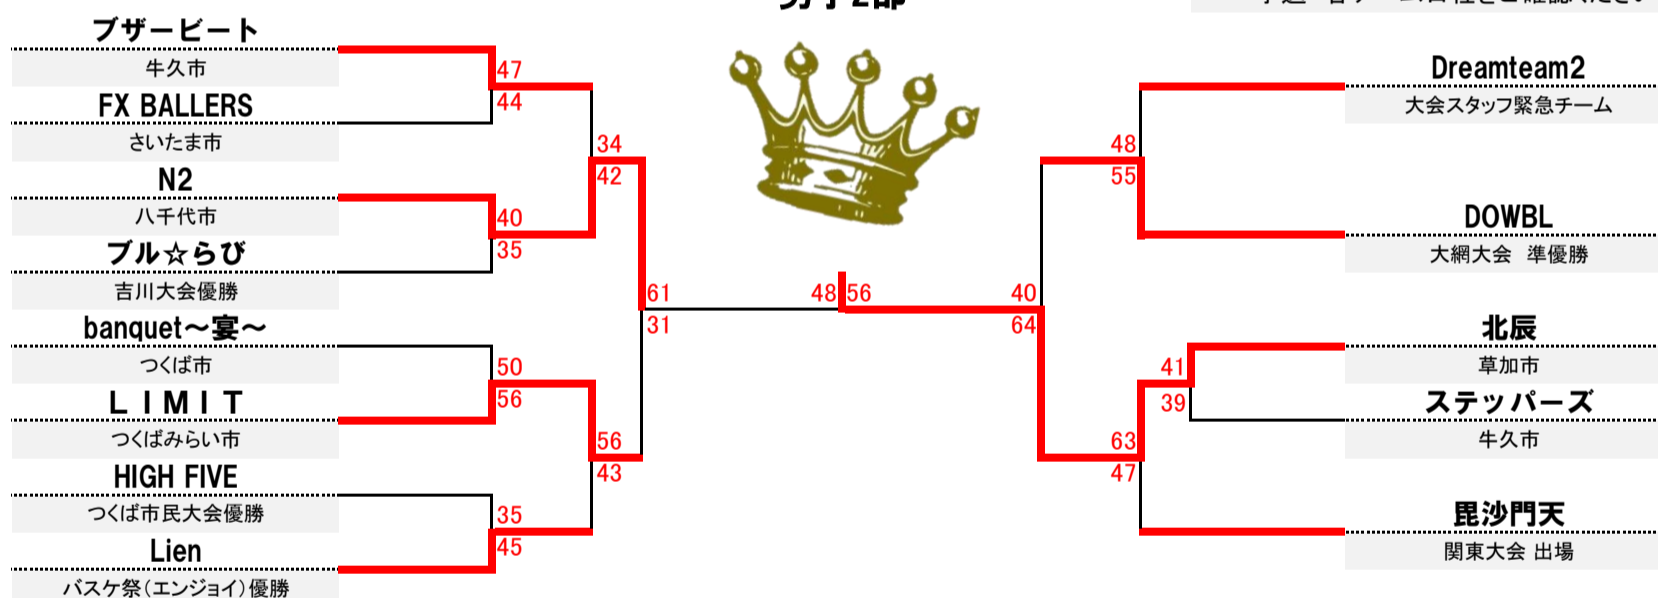 男子2部
ブザービート
牛久市
47
44
FX BALLERS
さいたま市
34
42
N2
八千代市
40
35
ブル☆らび
吉川大会優勝
61
31
banquet～宴～
つくば市
50
56
ＬＩＭＩＴ
つくばみらい市
56
43
HIGH FIVE
つくば市民大会優勝
35
45
Lien
バスケ祭（エンジョイ）優勝
48
56
Dreamteam2
大会スタッフ緊急チーム
48
55
DOWBL
大網大会　準優勝
40
64
北辰
草加市
41
39
ステッパーズ
牛久市
63
47
毘沙門天
関東大会 出場